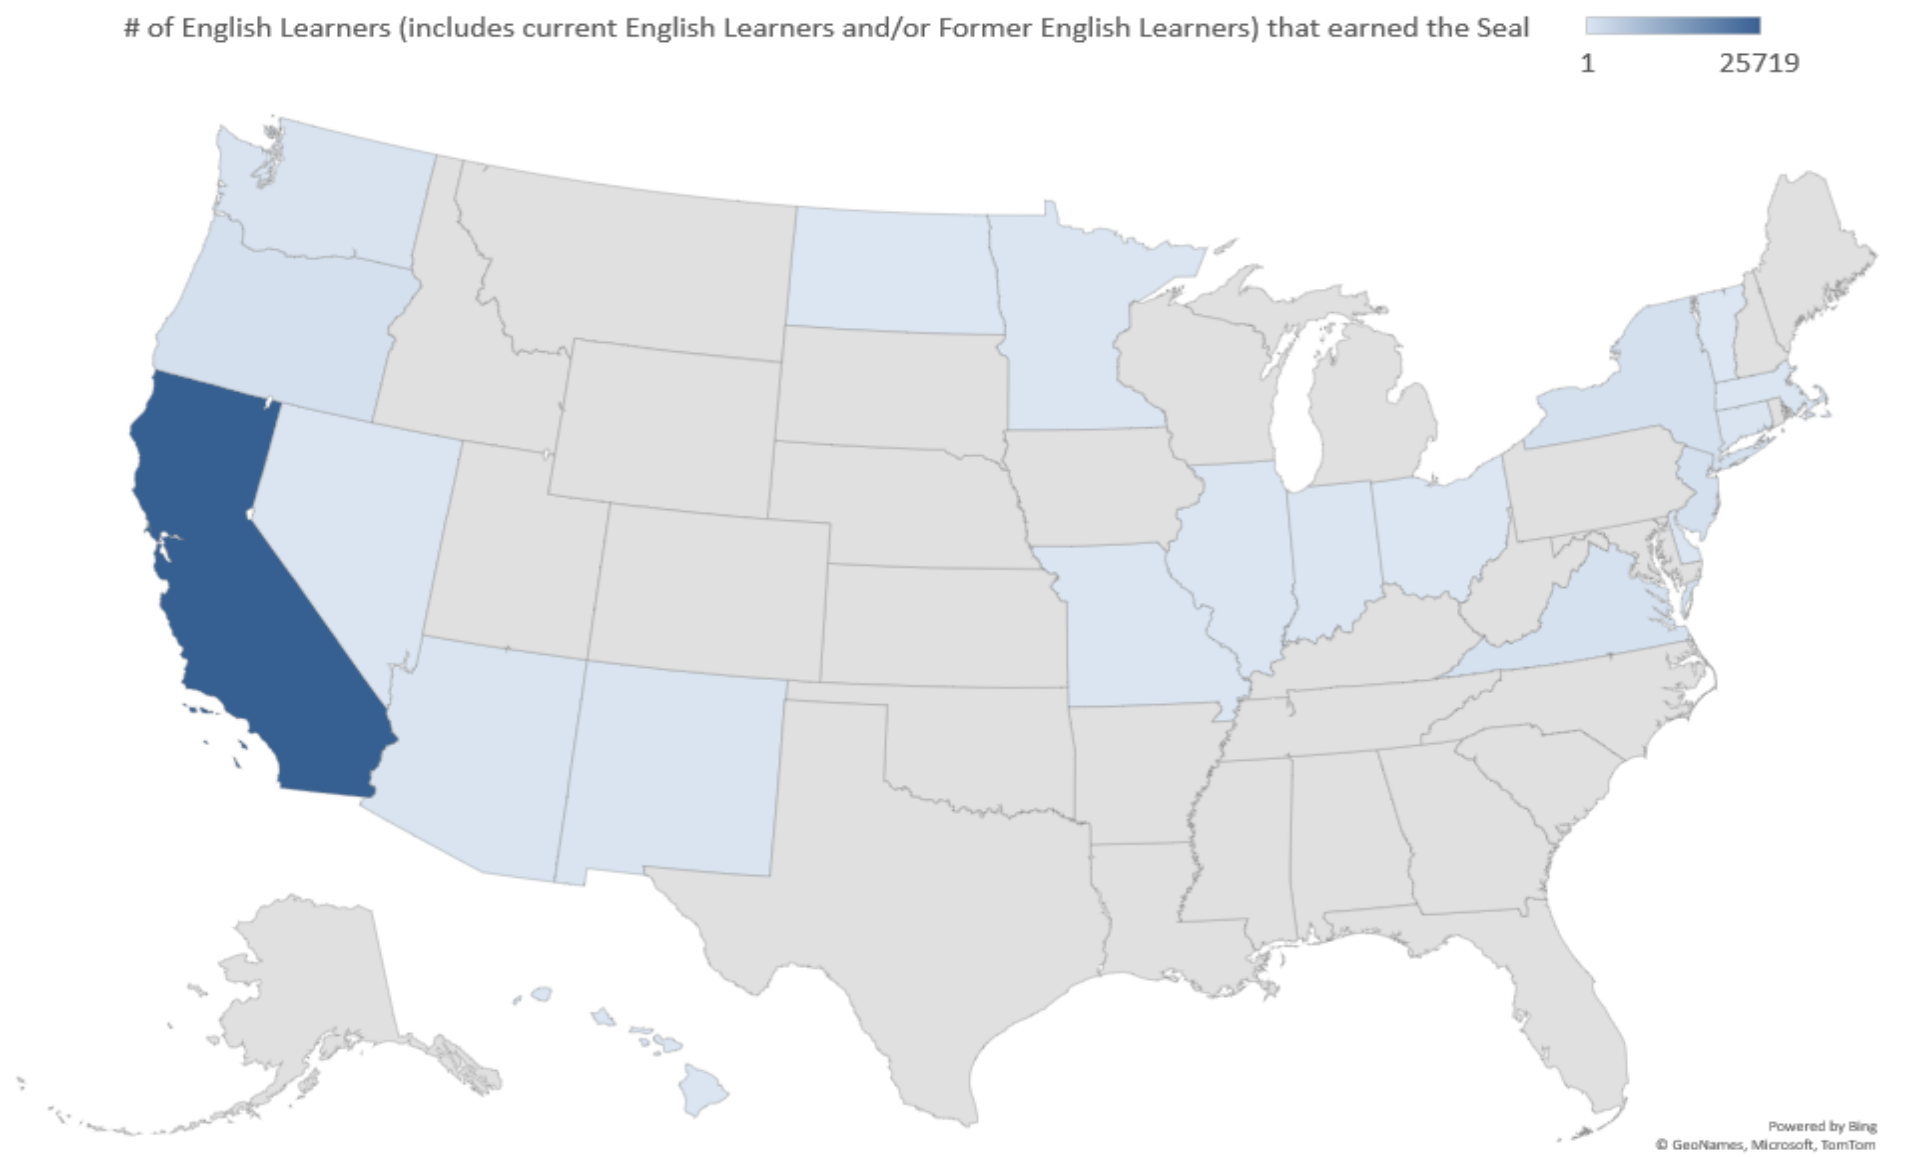 # of English Learners (includes current English Learners and/or Former English Learners) that earned the Seal
1 25719
Powered by Bing
© GeoNames, Microsoft, TomTom